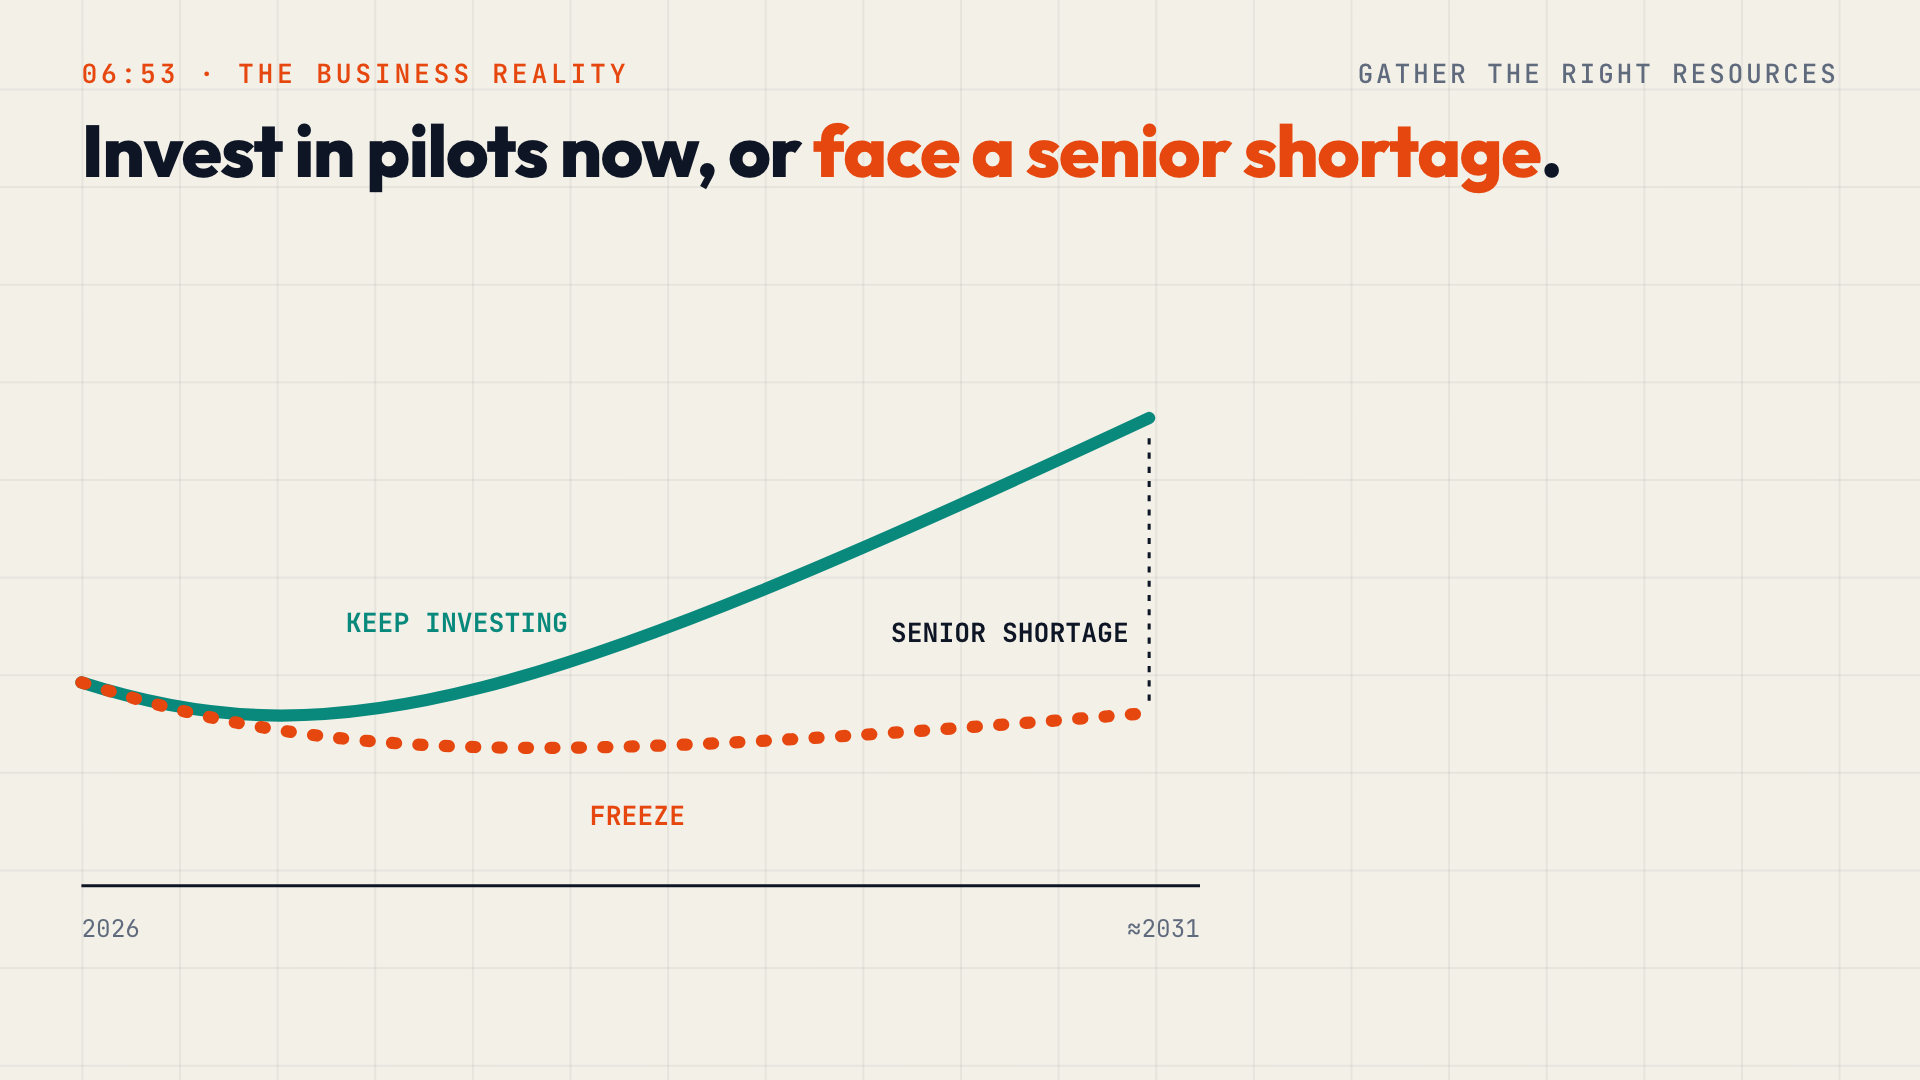 06:53 · THE BUSINESS REALITY
GATHER THE RIGHT RESOURCES
Invest in pilots now, or face a senior shortage.
KEEP INVESTING
SENIOR SHORTAGE
FREEZE
2026
≈2031